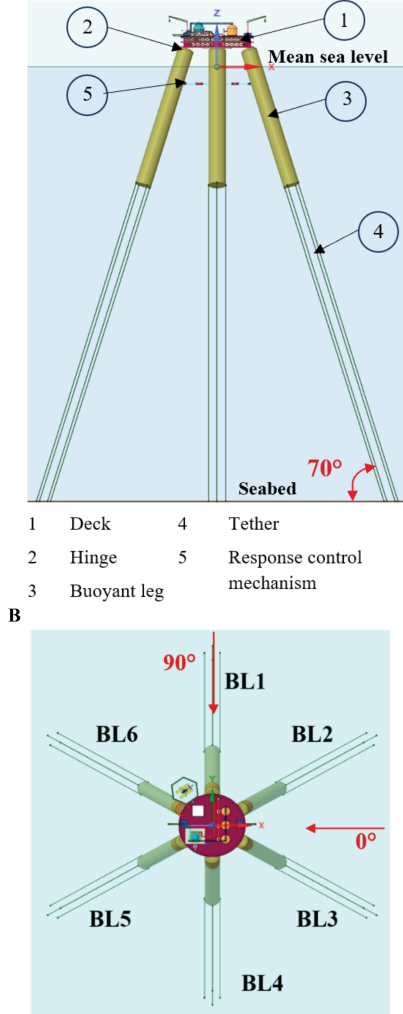 Z
2
1
Mean sea level
X
5
3
4
70°
Seabed
1 Deck 4 Tether
2 Hinge 5 Response control
3 Buoyant leg mechanism
B
90°
BL1
BL6 BL2
Y
X
0°
BL5 BL3
BL4